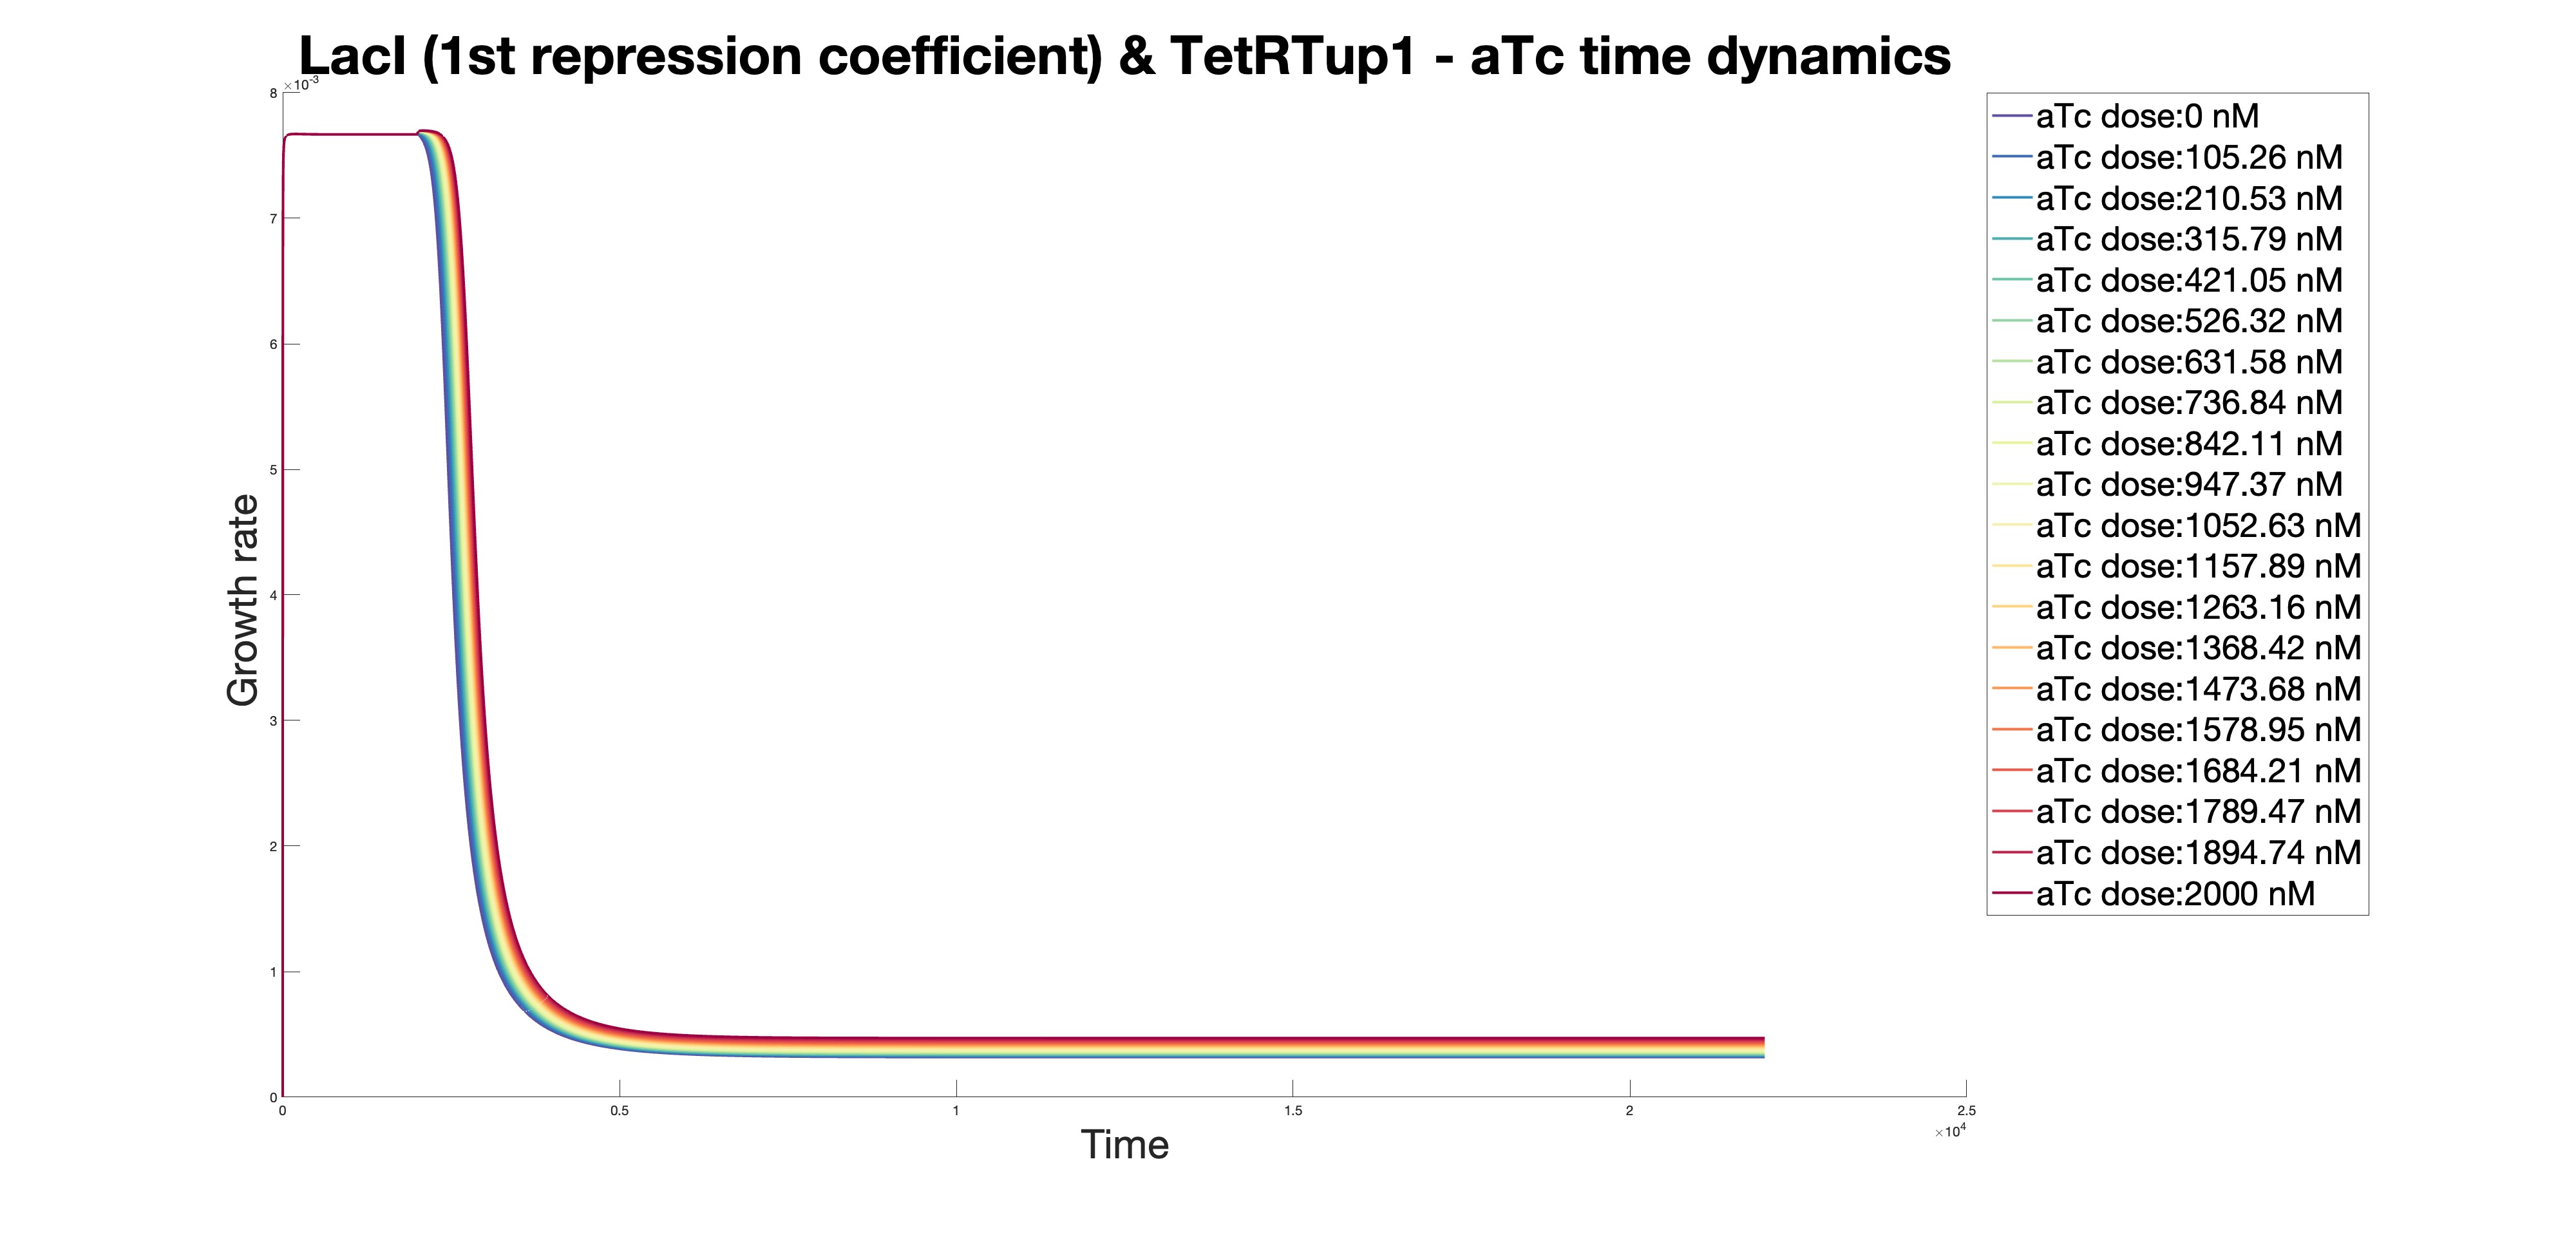 LacI (1st repression coefficient) & TetRTup1 - aTc time dynamics
×10-3
8
7
6
5
4
3
2
1
0
Growth rate
0 0.5 1 1.5 2 2.5
×104
Time
aTc dose:0 nM
aTc dose:105.26 nM
aTc dose:210.53 nM
aTc dose:315.79 nM
aTc dose:421.05 nM
aTc dose:526.32 nM
aTc dose:631.58 nM
aTc dose:736.84 nM
aTc dose:842.11 nM
aTc dose:947.37 nM
aTc dose:1052.63 nM
aTc dose:1157.89 nM
aTc dose:1263.16 nM
aTc dose:1368.42 nM
aTc dose:1473.68 nM
aTc dose:1578.95 nM
aTc dose:1684.21 nM
aTc dose:1789.47 nM
aTc dose:1894.74 nM
aTc dose:2000 nM